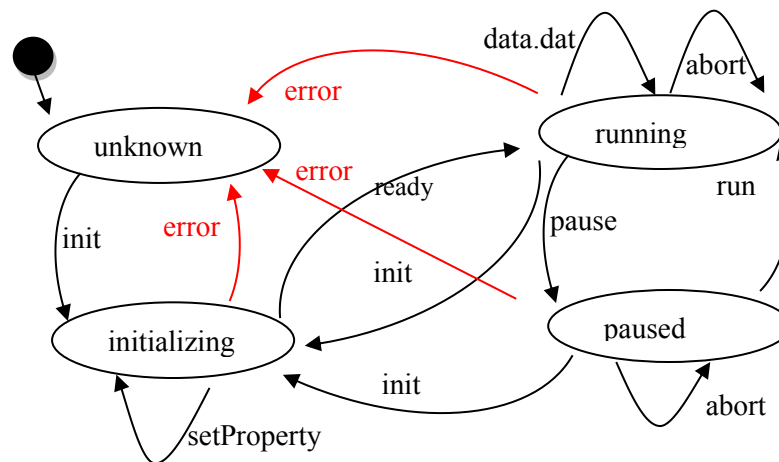 data.dat
abort
error
unknown
running
error
ready
run
error
init
pause
init
initializing
paused
init
abort
setProperty